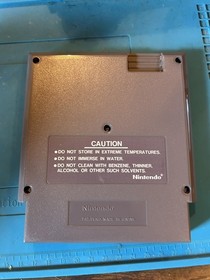 CAUTION
•DO NOT STORE IN EXTREME TEMPERATURES.
•DO NOT IMMERSE IN WATER.
•DO NOT CLEAN WITH BENZENE, THINNER,
ALCOHOL OR OTHER SUCH SOLVENTS.
Nintendo®
Nintendo®